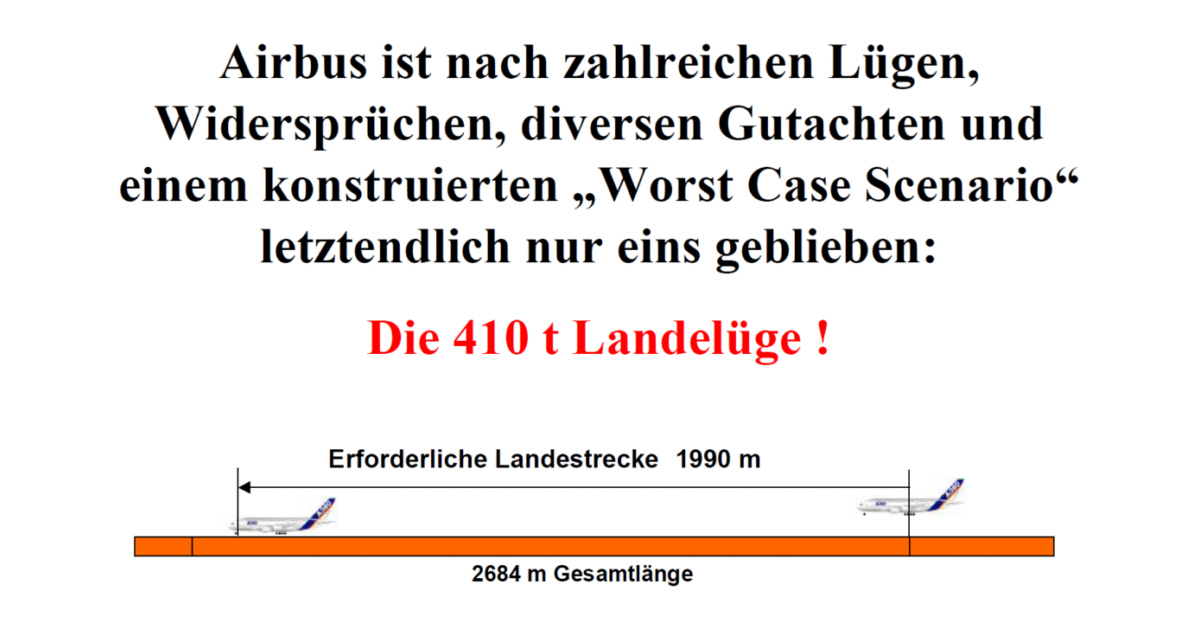 Airbus ist nach zahlreichen Lügen,
Widersprüchen, diversen Gutachten und
einem konstruierten „Worst Case Scenario“
letztendlich nur eins geblieben:
Die 410 t Landelüge !
Erforderliche Landestrecke 1990 m
A380
2684 m Gesamtlänge